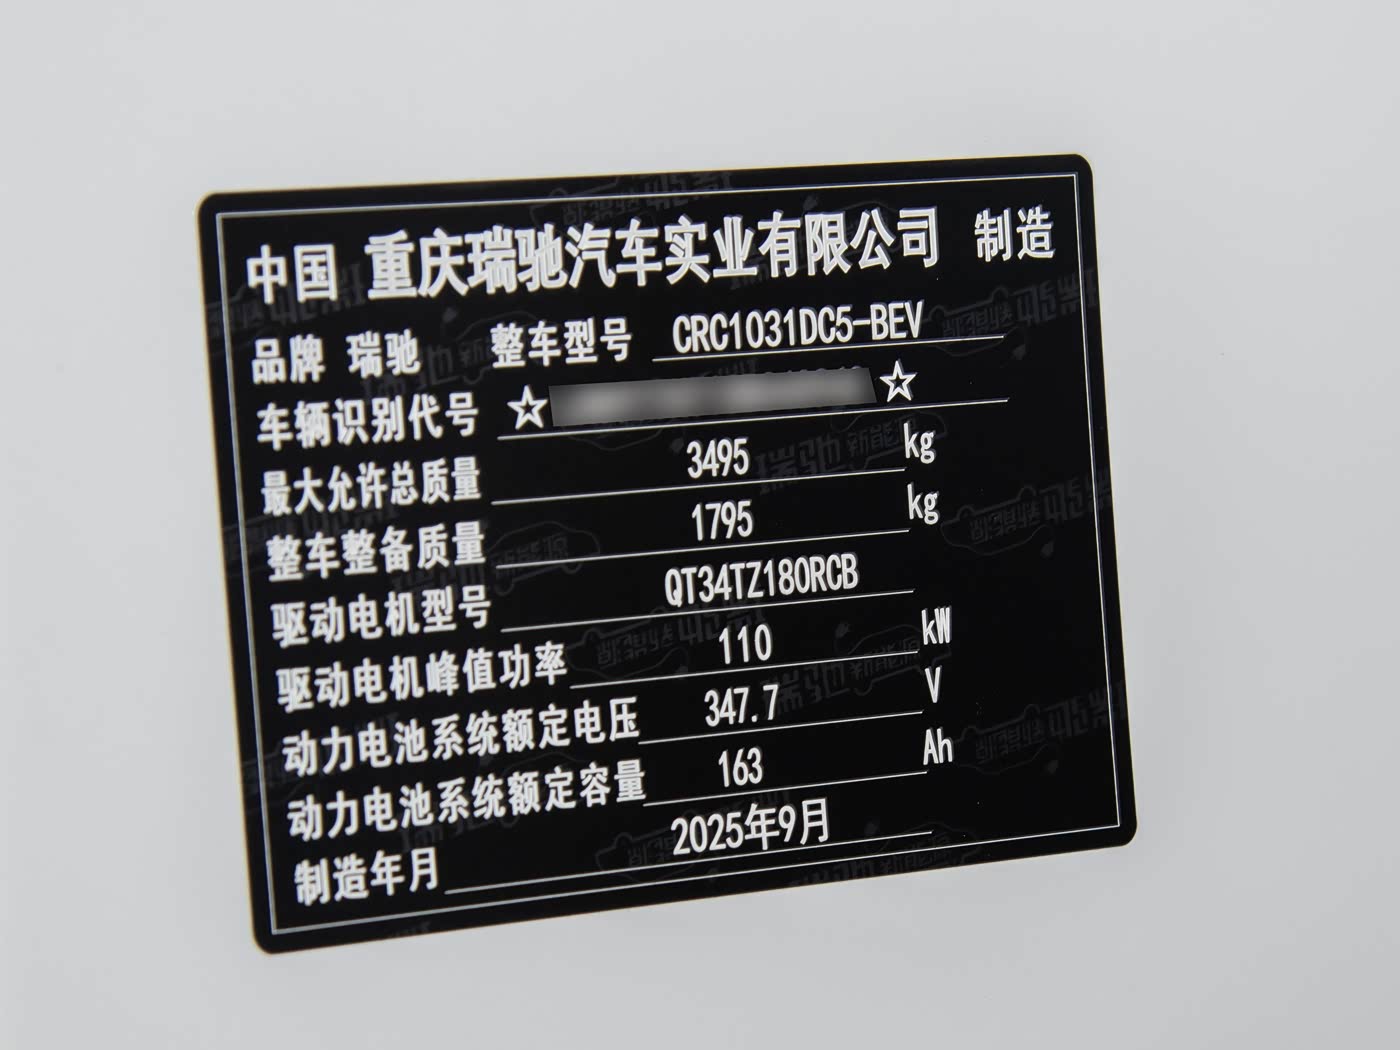 中国 重庆瑞驰汽车实业有限公司 制造
品牌 瑞驰 整车型号 CRC1031DC5-BEV
车辆识别代号 ☆ ☆
最大允许总质量 3495 kg
整车整备质量 1795 kg
驱动电机型号 QT34TZ180RCB
驱动电机峰值功率 110 kW
动力电池系统额定电压 347.7 V
动力电池系统额定容量 163 Ah
制造年月 2025年9月